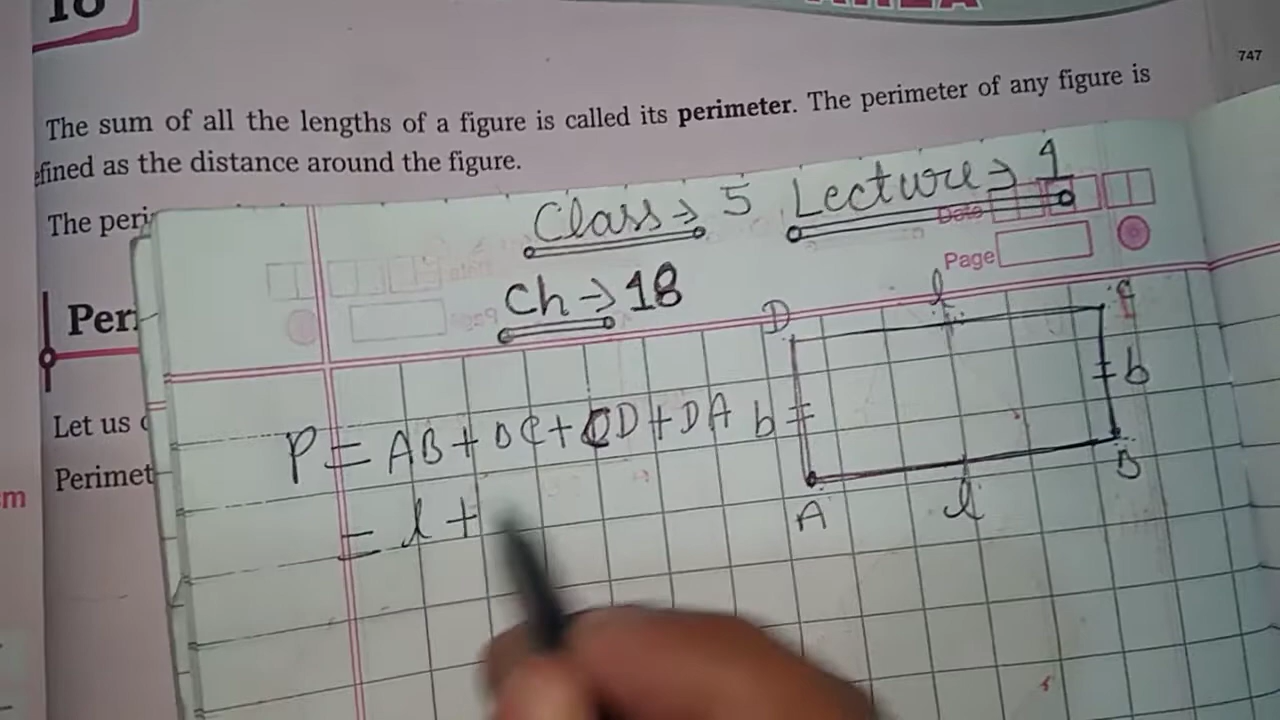 18
AREA
747
The sum of all the lengths of a figure is called its perimeter. The perimeter of any figure is
efined as the distance around the figure.
The peri
Class → 5 Lecture → 1
Date
Page
Ch → 18
Per
Let us
Perimet
sm
D l C
b b
A l B
P = AB + BC + CD + DA
= l +